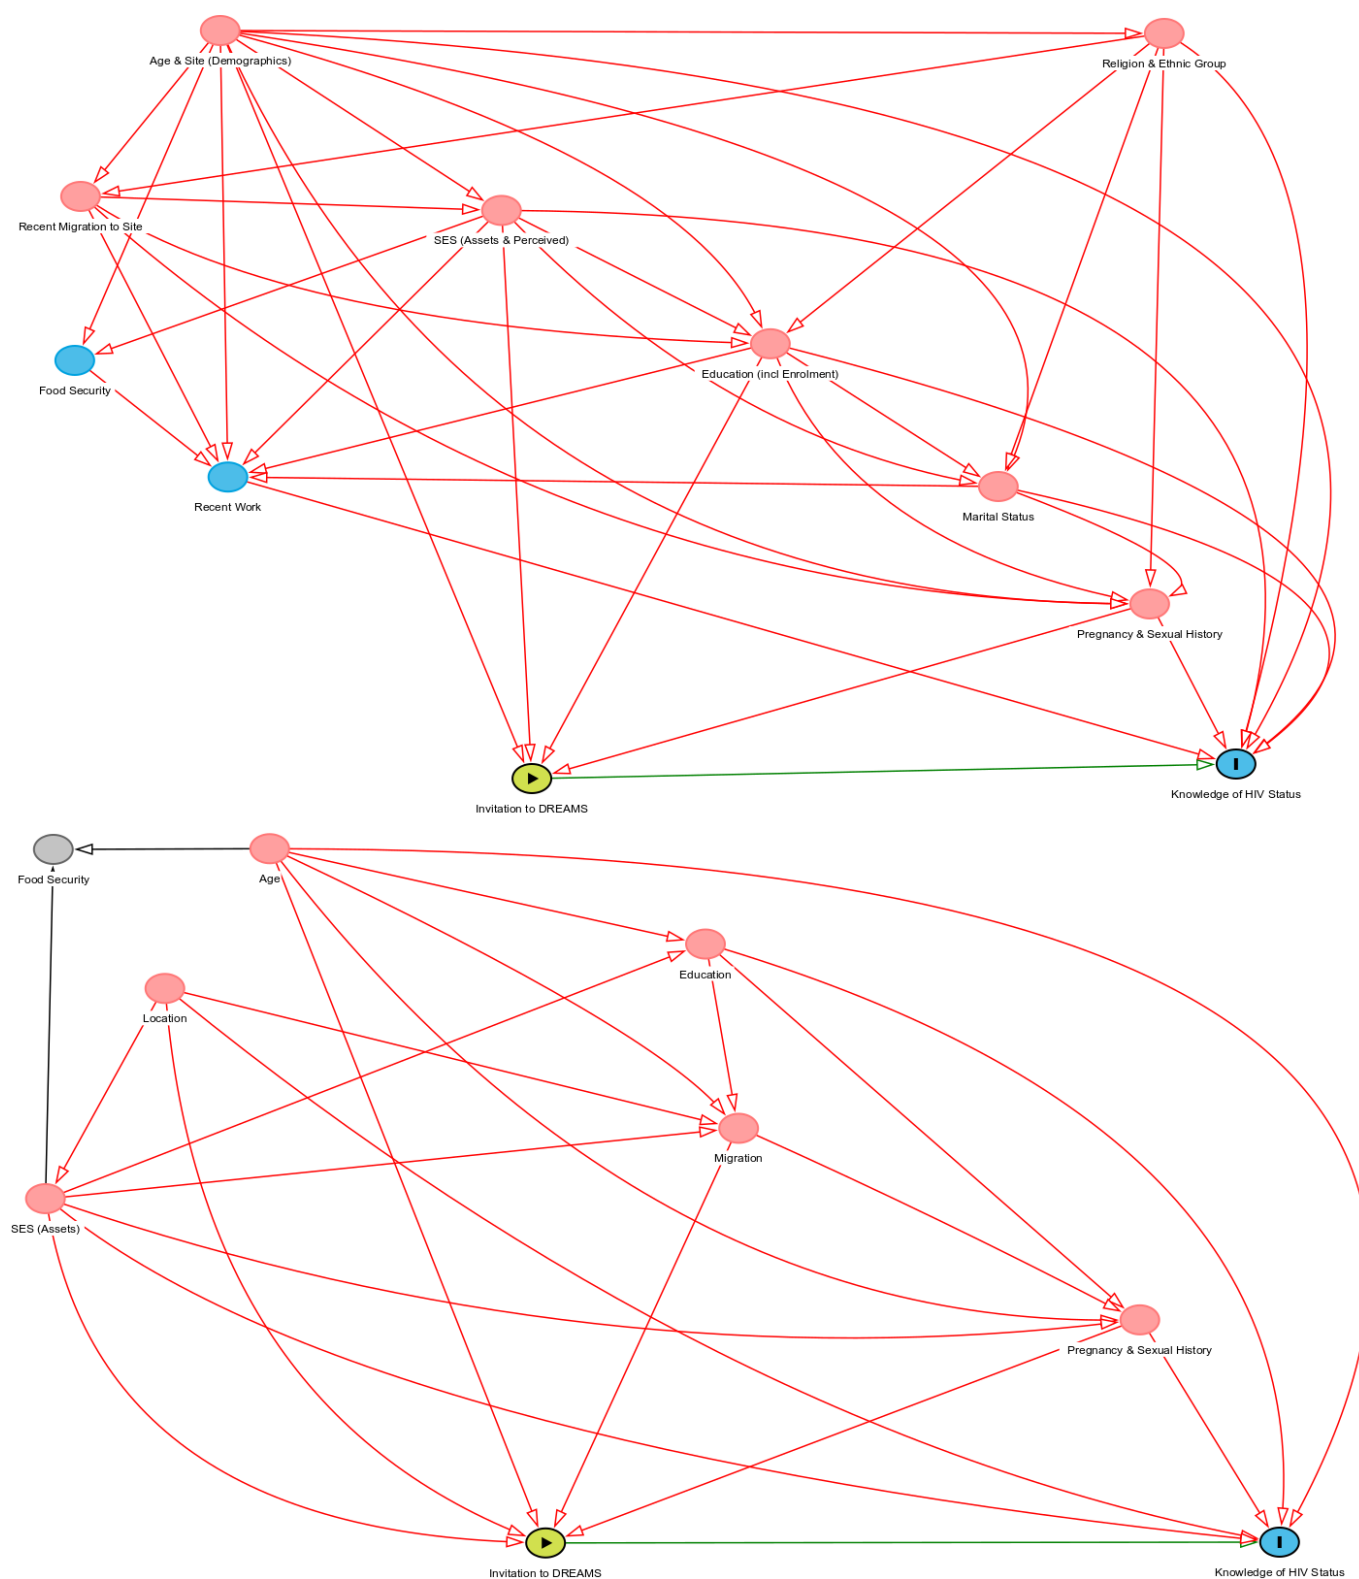 Age & Site (Demographics)
Religion & Ethnic Group
Recent Migration to Site
SES (Assets & Perceived)
Education (incl Enrolment)
Food Security
Recent Work
Marital Status
Pregnancy & Sexual History
Knowledge of HIV Status
Invitation to DREAMS
Food Security
Age
Education
Location
Migration
SES (Assets)
Pregnancy & Sexual History
Invitation to DREAMS
Knowledge of HIV Status